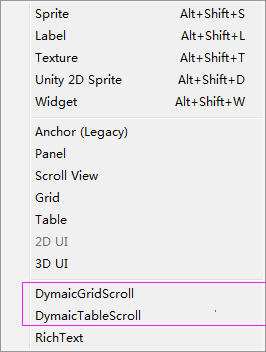 Sprite Alt+Shift+S
Label Alt+Shift+L
Texture Alt+Shift+T
Unity 2D Sprite Alt+Shift+D
Widget Alt+Shift+W
Anchor (Legacy)
Panel
Scroll View
Grid
Table
2D UI
3D UI
DymaicGridScroll
DymaicTableScroll
RichText